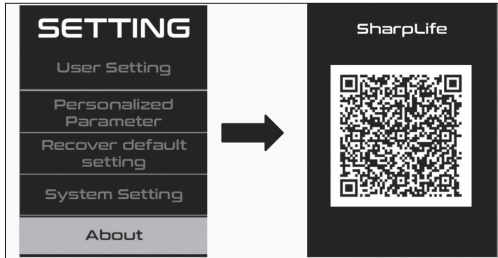 SETTING
User Setting
Personalized
Parameter
Recover default
setting
System Setting
About
SharpLife